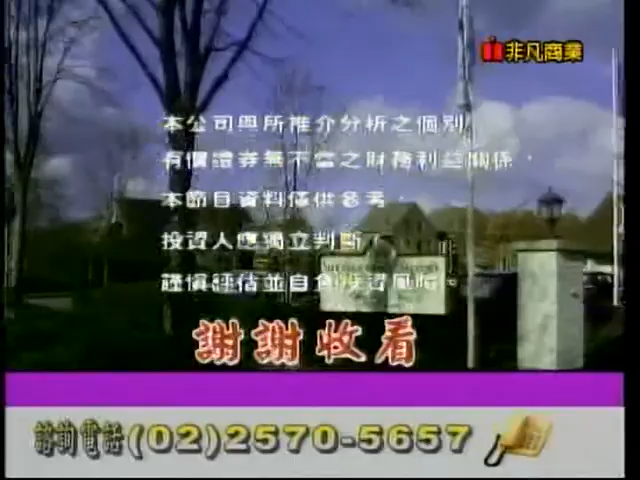 非凡商業
本公司與所推介分析之個別
有價證券無不當之財務利益關係。
本節目資料僅供參考，
投資人應獨立判斷，
謹慎評估並自負投資風險。
謝謝收看
諮詢電話(02)2570-5657